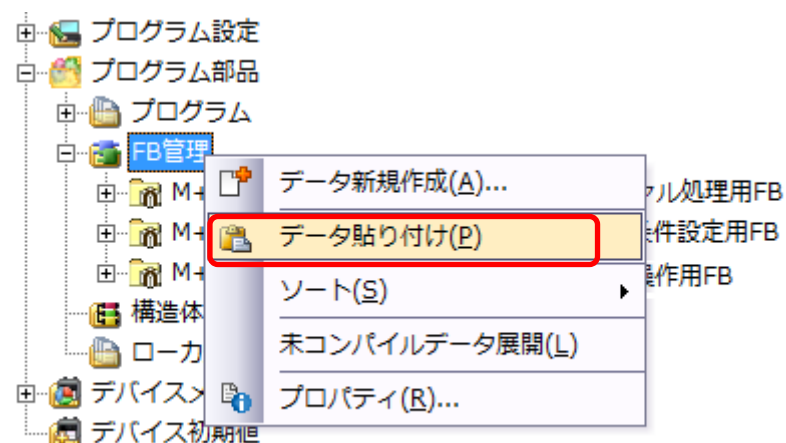 プログラム設定
プログラム部品
プログラム
FB管理
データ新規作成(A)...
M+ ル処理用FB
M+ データ貼り付け(P) 件設定用FB
M+ 作用FB
ソート(S)
構造体
未コンパイルデータ展開(L)
ローカ
デバイスメ プロパティ(R)...
デバイス初期値